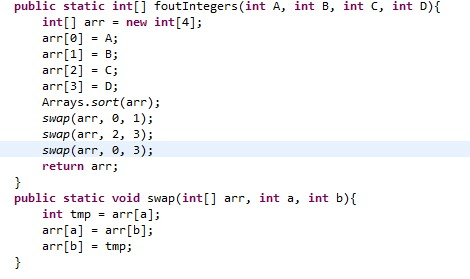 public static int[] foutIntegers(int A, int B, int C, int D){
    int[] arr = new int[4];
    arr[0] = A;
    arr[1] = B;
    arr[2] = C;
    arr[3] = D;
    Arrays.sort(arr);
    swap(arr, 0, 1);
    swap(arr, 2, 3);
    swap(arr, 0, 3);
    return arr;
}
public static void swap(int[] arr, int a, int b){
    int tmp = arr[a];
    arr[a] = arr[b];
    arr[b] = tmp;
}